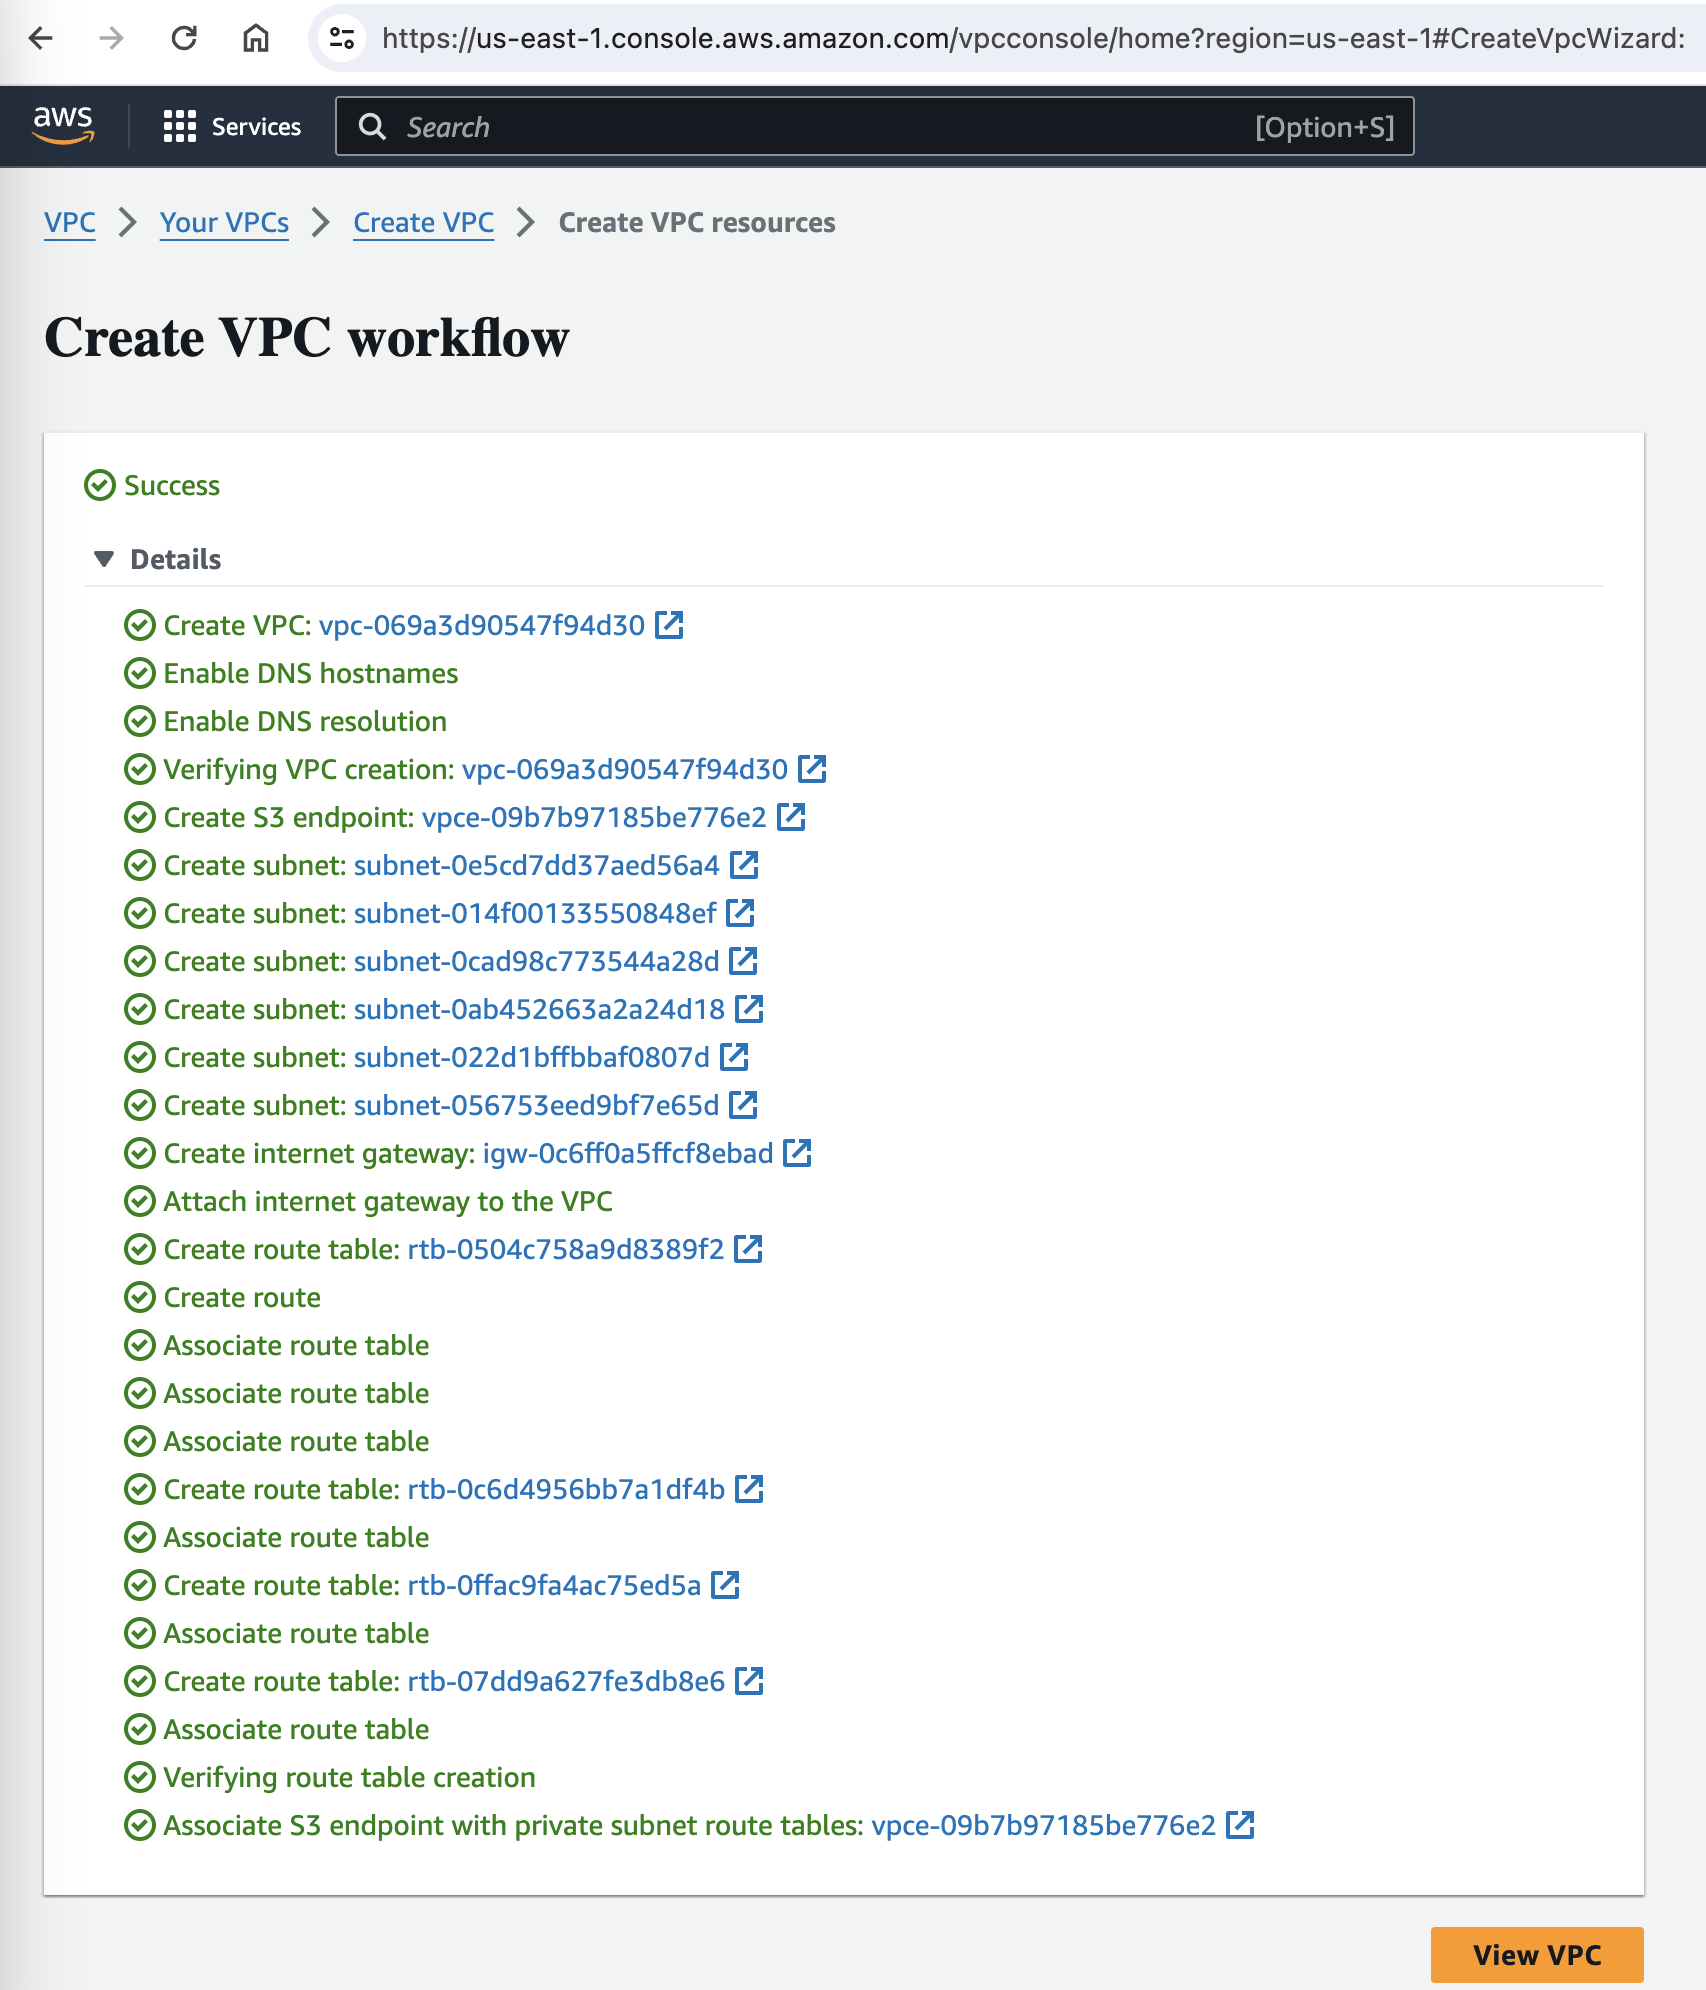 https://us-east-1.console.aws.amazon.com/vpcconsole/home?region=us-east-1#CreateVpcWizard:
aws Services Search [Option+S]
VPC Your VPCs Create VPC Create VPC resources
Create VPC workflow
Success
Details
Create VPC: vpc-069a3d90547f94d30
Enable DNS hostnames
Enable DNS resolution
Verifying VPC creation: vpc-069a3d90547f94d30
Create S3 endpoint: vpce-09b7b97185be776e2
Create subnet: subnet-0e5cd7dd37aed56a4
Create subnet: subnet-014f00133550848ef
Create subnet: subnet-0cad98c773544a28d
Create subnet: subnet-0ab452663a2a24d18
Create subnet: subnet-022d1bffbbaf0807d
Create subnet: subnet-056753eed9bf7e65d
Create internet gateway: igw-0c6ff0a5ffcf8ebad
Attach internet gateway to the VPC
Create route table: rtb-0504c758a9d8389f2
Create route
Associate route table
Associate route table
Associate route table
Create route table: rtb-0c6d4956bb7a1df4b
Associate route table
Create route table: rtb-0ffac9fa4ac75ed5a
Associate route table
Create route table: rtb-07dd9a627fe3db8e6
Associate route table
Verifying route table creation
Associate S3 endpoint with private subnet route tables: vpce-09b7b97185be776e2
View VPC